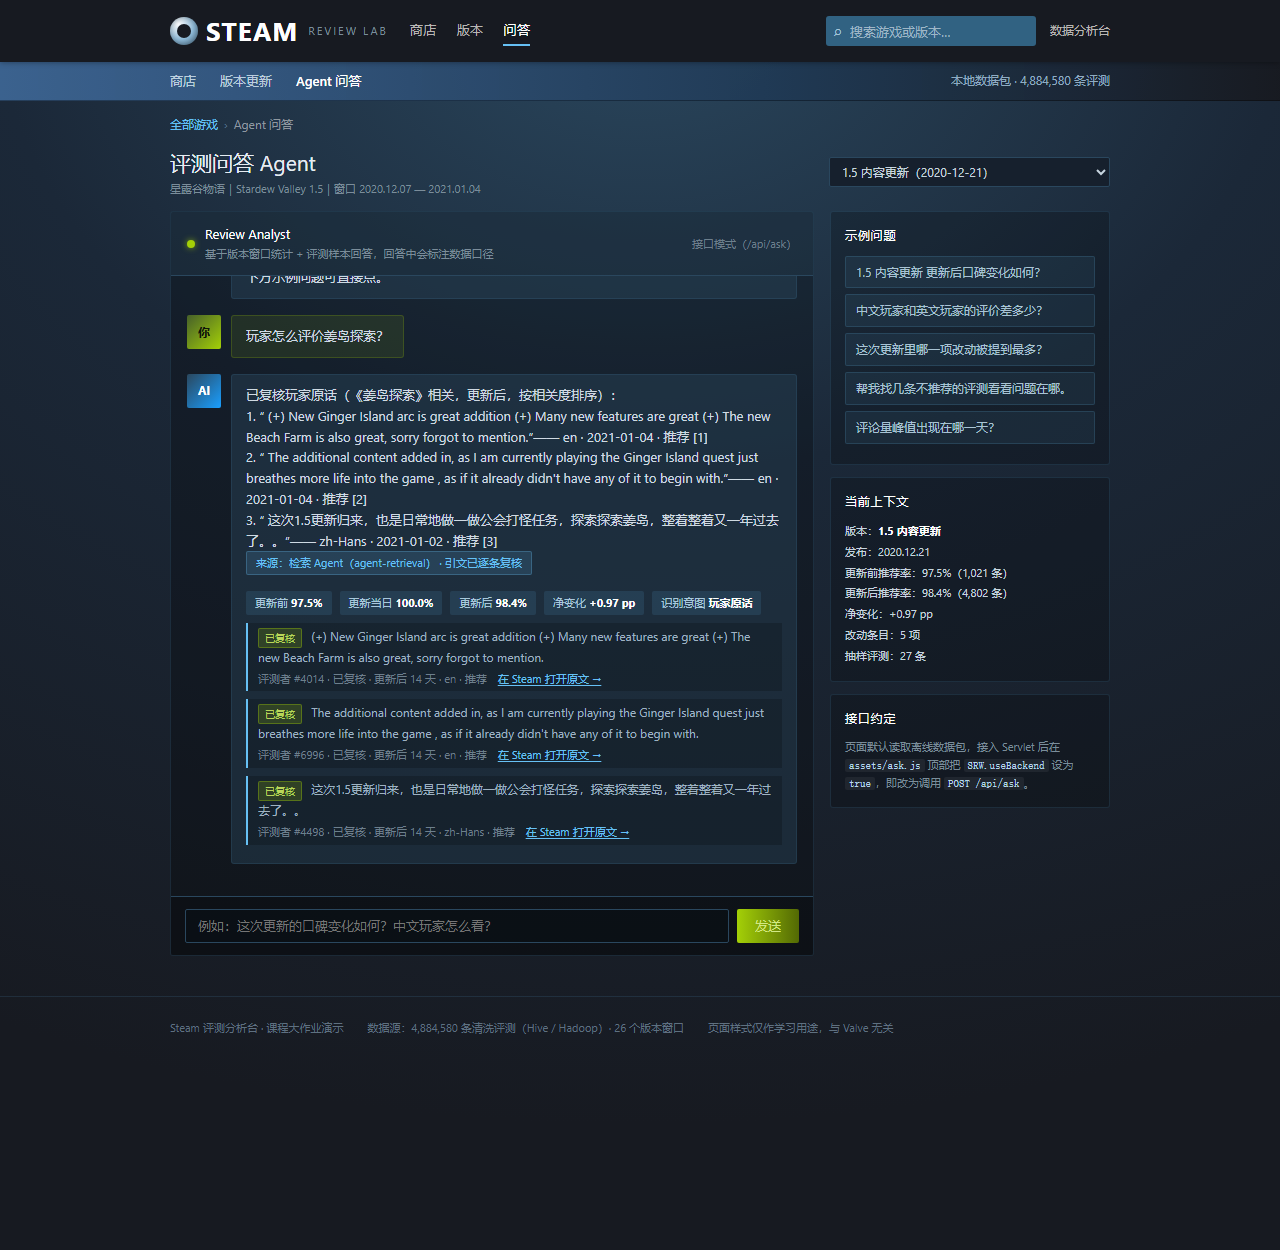 STEAM REVIEW LAB 商店 版本 问答 ⌕ 搜索游戏或版本... 数据分析台
商店 版本更新 Agent 问答 本地数据包 · 4,884,580 条评测
全部游戏 › Agent 问答
评测问答 Agent
星露谷物语 | Stardew Valley 1.5 | 窗口 2020.12.07 — 2021.01.04
1.5 内容更新（2020-12-21）
Review Analyst
基于版本窗口统计 + 评测样本回答，回答中会标注数据口径
接口模式（/api/ask）
下方示例问题可直接点。
你
玩家怎么评价姜岛探索？
AI
已复核玩家原话（《姜岛探索》相关，更新后，按相关度排序）：
1. “ (+) New Ginger Island arc is great addition (+) Many new features are great (+) The new
Beach Farm is also great, sorry forgot to mention.”—— en · 2021-01-04 · 推荐 [1]
2. “ The additional content added in, as I am currently playing the Ginger Island quest just
breathes more life into the game , as if it already didn't have any of it to begin with.”—— en ·
2021-01-04 · 推荐 [2]
3. “ 这次1.5更新归来，也是日常地做一做公会打怪任务，探索探索姜岛，整着整着又一年过去
了。。”—— zh-Hans · 2021-01-02 · 推荐 [3]
来源：检索 Agent（agent-retrieval） · 引文已逐条复核
更新前 97.5% 更新当日 100.0% 更新后 98.4% 净变化 +0.97 pp 识别意图 玩家原话
已复核 (+) New Ginger Island arc is great addition (+) Many new features are great (+) The
new Beach Farm is also great, sorry forgot to mention.
评测者 #4014 · 已复核 · 更新后 14 天 · en · 推荐 在 Steam 打开原文 →
已复核 The additional content added in, as I am currently playing the Ginger Island quest just
breathes more life into the game , as if it already didn't have any of it to begin with.
评测者 #6996 · 已复核 · 更新后 14 天 · en · 推荐 在 Steam 打开原文 →
已复核 这次1.5更新归来，也是日常地做一做公会打怪任务，探索探索姜岛，整着整着又一年过
去了。。
评测者 #4498 · 已复核 · 更新后 14 天 · zh-Hans · 推荐 在 Steam 打开原文 →
例如：这次更新的口碑变化如何？中文玩家怎么看？
发送
示例问题
1.5 内容更新 更新后口碑变化如何？
中文玩家和英文玩家的评价差多少？
这次更新里哪一项改动被提到最多？
帮我找几条不推荐的评测看看问题在哪。
评论量峰值出现在哪一天？
当前上下文
版本：1.5 内容更新
发布：2020.12.21
更新前推荐率：97.5%（1,021 条）
更新后推荐率：98.4%（4,802 条）
净变化：+0.97 pp
改动条目：5 项
抽样评测：27 条
接口约定
页面默认读取离线数据包，接入 Servlet 后在
assets/ask.js 顶部把 SRW.useBackend 设为
true，即改为调用 POST /api/ask。
Steam 评测分析台 · 课程大作业演示 数据源：4,884,580 条清洗评测（Hive / Hadoop）· 26 个版本窗口 页面样式仅作学习用途，与 Valve 无关